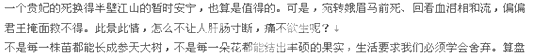 一个贵妃的死换得半壁江山的暂时安宁，也算是值得的。可是，宛转蛾眉马前死、回看血泪相和流，偏偏
君王掩面救不得。此景此情，怎么不让人肝肠寸断，痛不欲生呢？
不是每一株苗都能长成参天大树，不是每一朵花都能结出丰硕的果实，生活要求我们必须学会舍弃。算盘